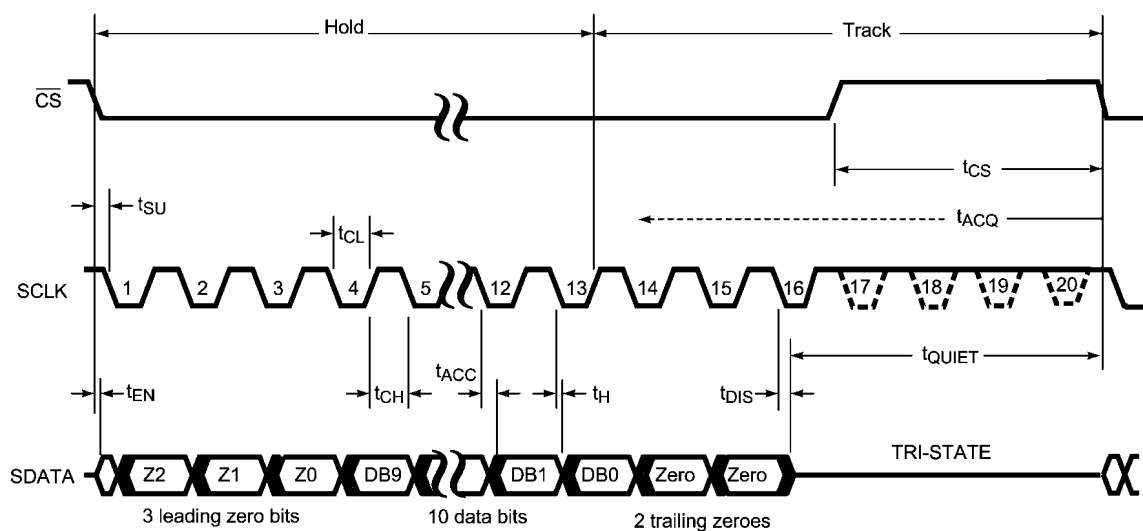 Hold Track
CS
tCS
tSU
tACQ
tCL
SCLK 1 2 3 4 5 12 13 14 15 16 17 18 19 20
tQUIET
tACC
tEN tCH tH tDIS
TRI-STATE
SDATA Z2 Z1 Z0 DB9 DB1 DB0 Zero Zero
3 leading zero bits 10 data bits 2 trailing zeroes